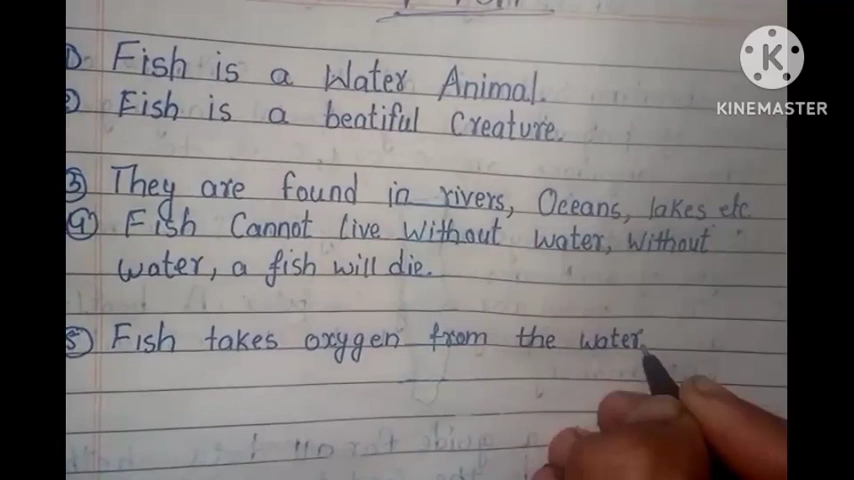 1) Fish is a Water Animal.
2) Fish is a beatiful Creature.
3) They are found in rivers, Oceans, lakes etc
4) Fish Cannot live without water, without
water, a fish will die.
5) Fish takes oxygen from the water.
K
KINEMASTER